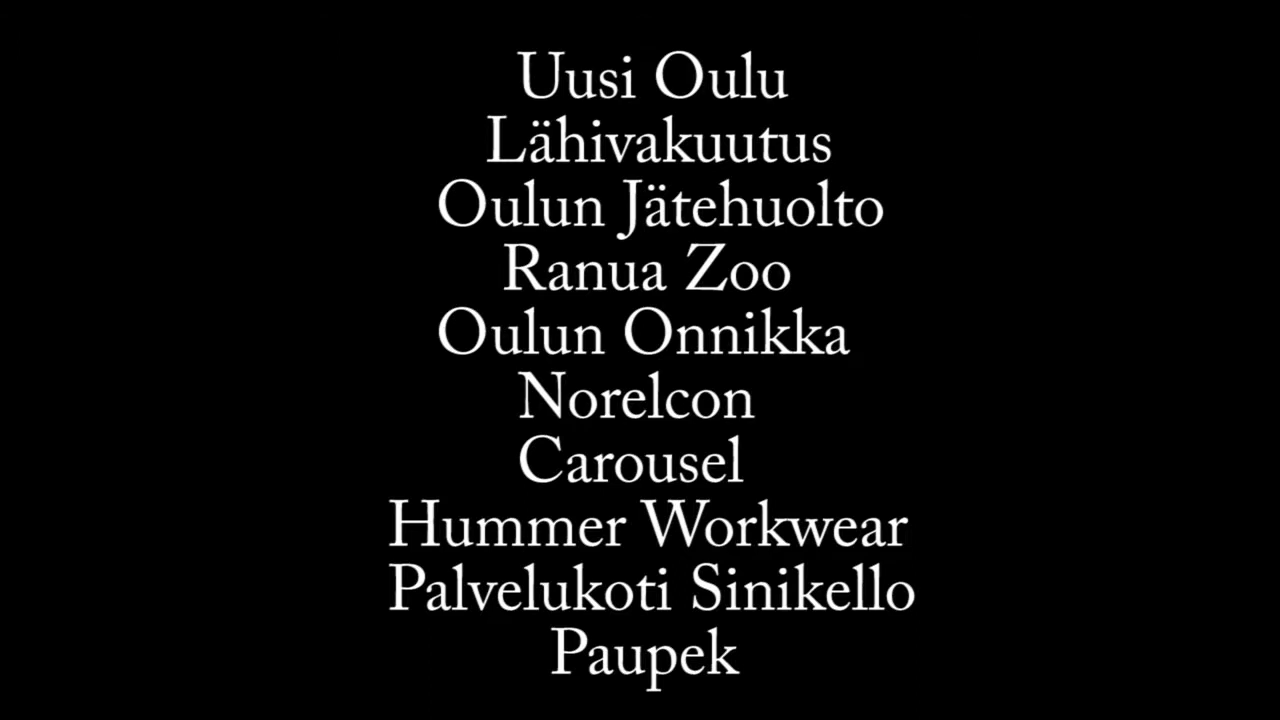 Uusi Oulu
Lähivakuutus
Oulun Jätehuolto
Ranua Zoo
Oulun Onnikka
Norelcon
Carousel
Hummer Workwear
Palvelukoti Sinikello
Paupek